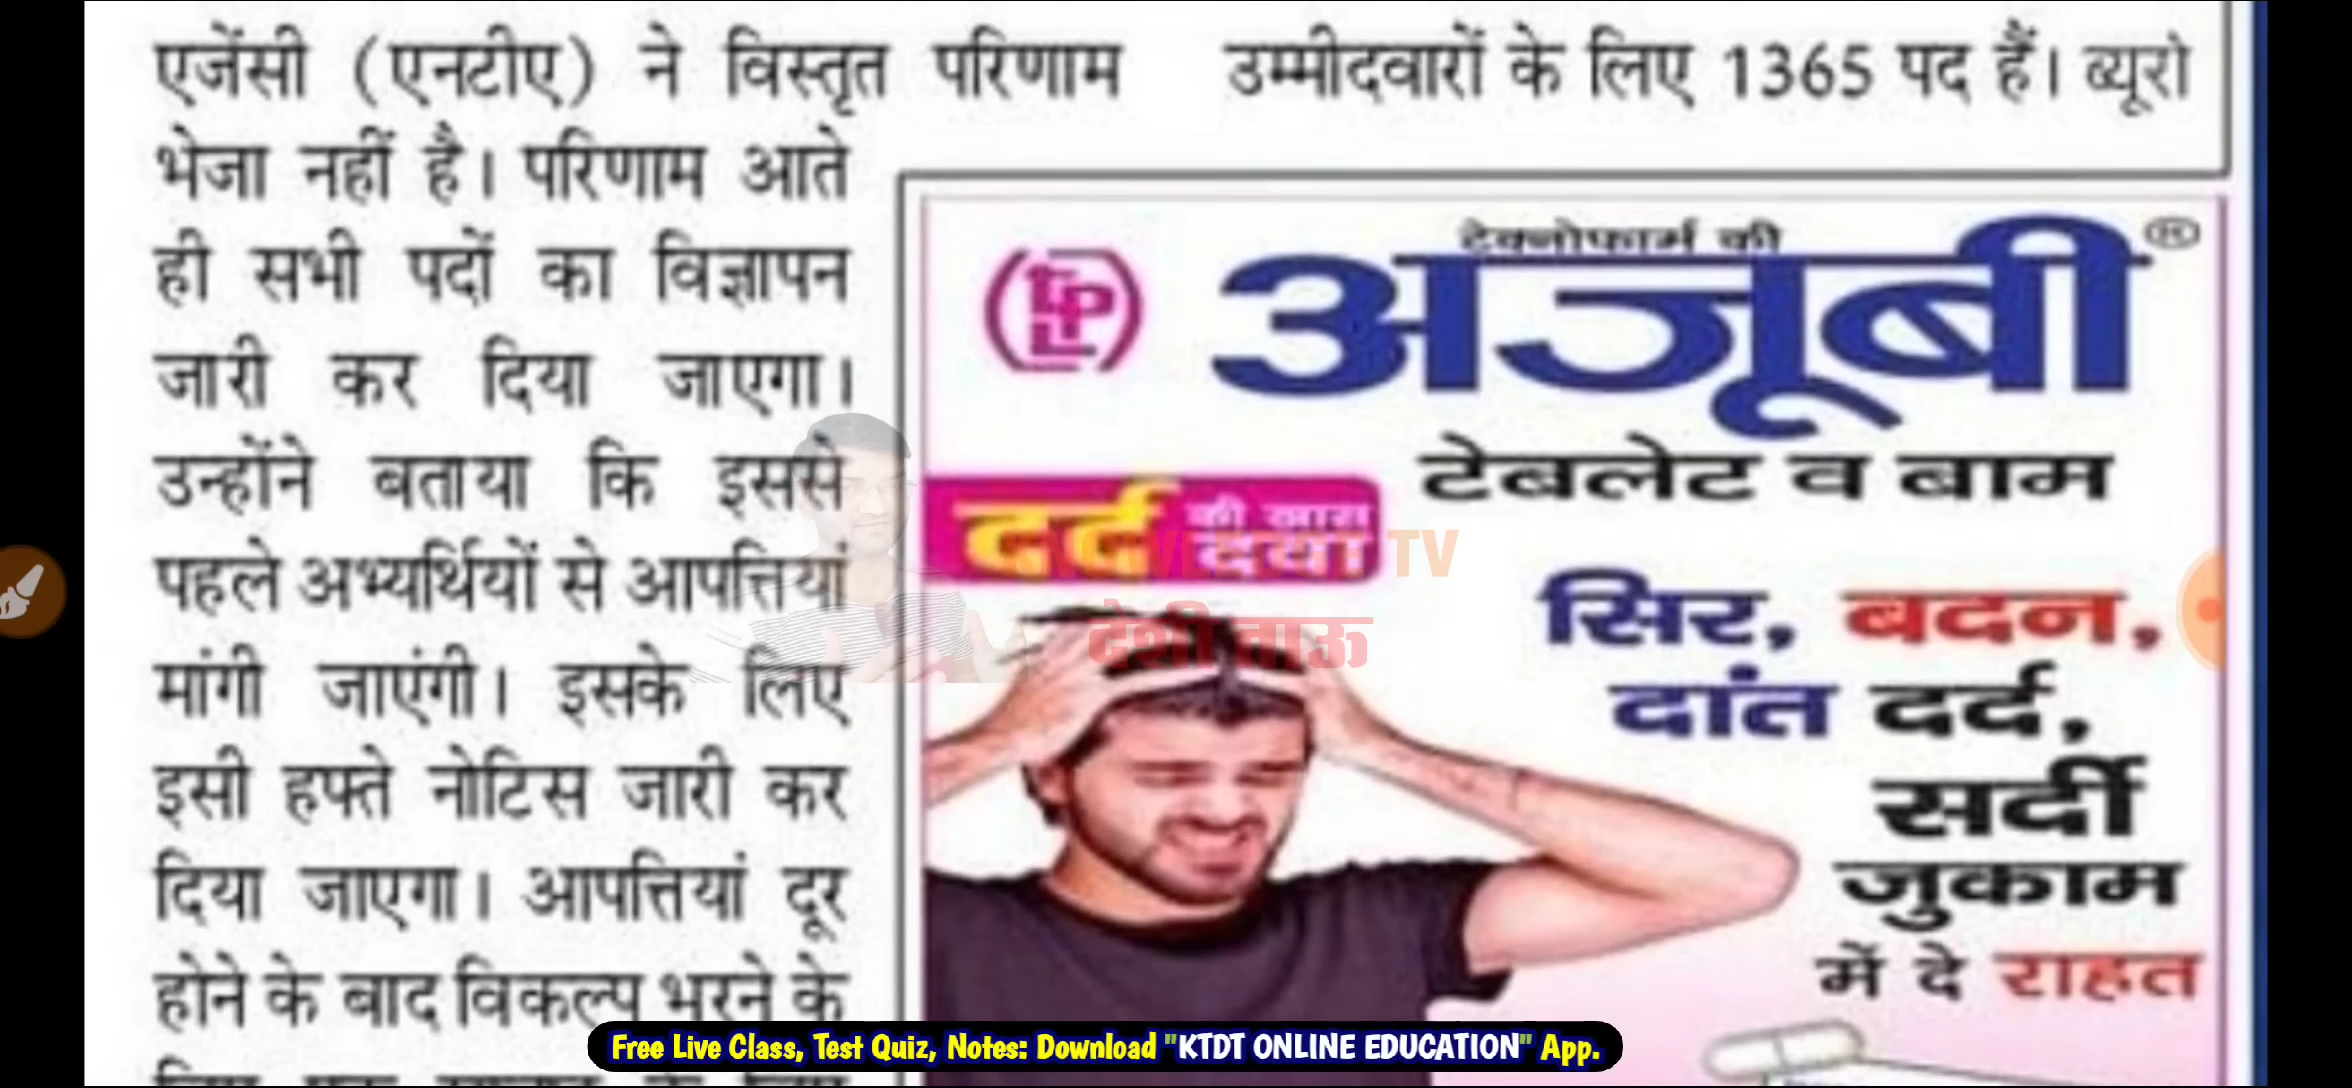 एजेंसी (एनटीए) ने विस्तृत परिणाम
भेजा नहीं है। परिणाम आते
ही सभी पदों का विज्ञापन
जारी कर दिया जाएगा।
उन्होंने बताया कि इससे
पहले अभ्यर्थियों से आपत्तियां
मांगी जाएंगी। इसके लिए
इसी हफ्ते नोटिस जारी कर
दिया जाएगा। आपत्तियां दूर
होने के बाद विकल्प भरने के
उम्मीदवारों के लिए 1365 पद हैं। ब्यूरो
टेक्नोफार्म की
अजूबी®
टेबलेट व बाम
दर्द की खास दवा
TV
देशी ताऊ
सिर, बदन,
दांत दर्द,
सर्दी
जुकाम
में दे राहत
Free Live Class, Test Quiz, Notes: Download "KTDT ONLINE EDUCATION" App.